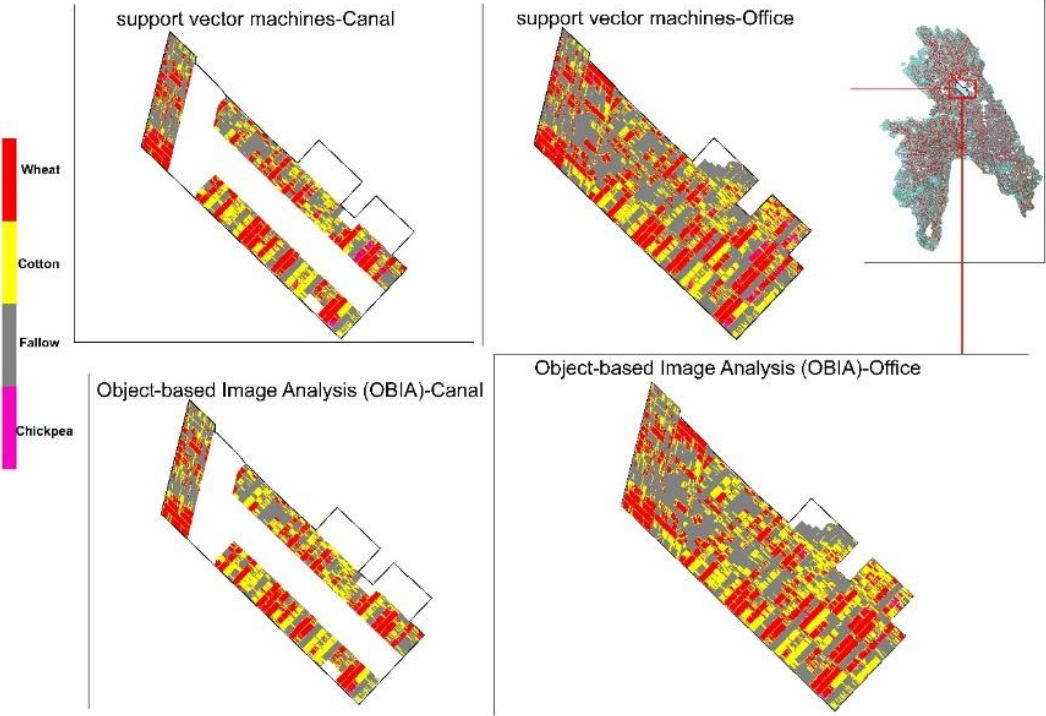 support vector machines-Canal
support vector machines-Office
Wheat
Cotton
Fallow
Chickpea
Object-based Image Analysis (OBIA)-Canal
Object-based Image Analysis (OBIA)-Office